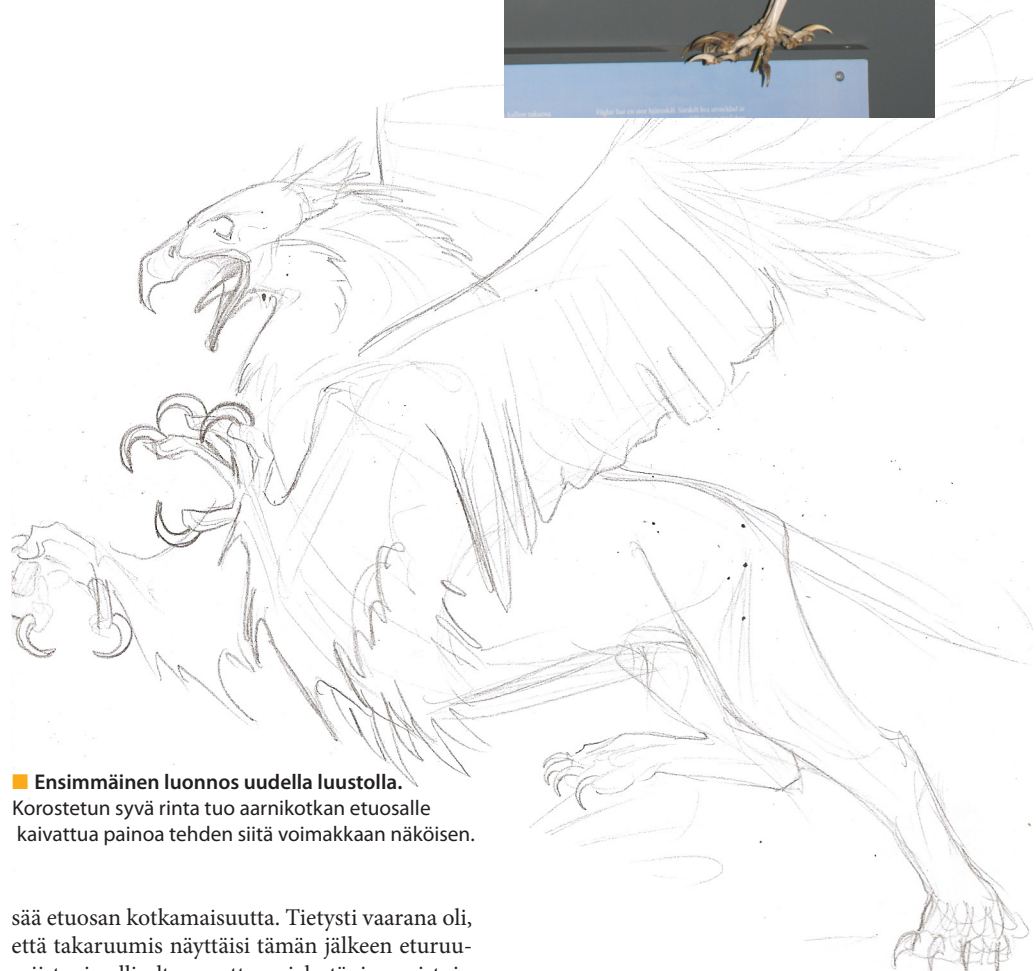 Ensimmäinen luonnos uudella luustolla.
Korostetun syvä rinta tuo aarnikotkan etuosalle
kaivattua painoa tehden siitä voimakkaan näköisen.
sää etuosan kotkamaisuutta. Tietysti vaarana oli,
että takaruumis näyttäisi tämän jälkeen eturuu-